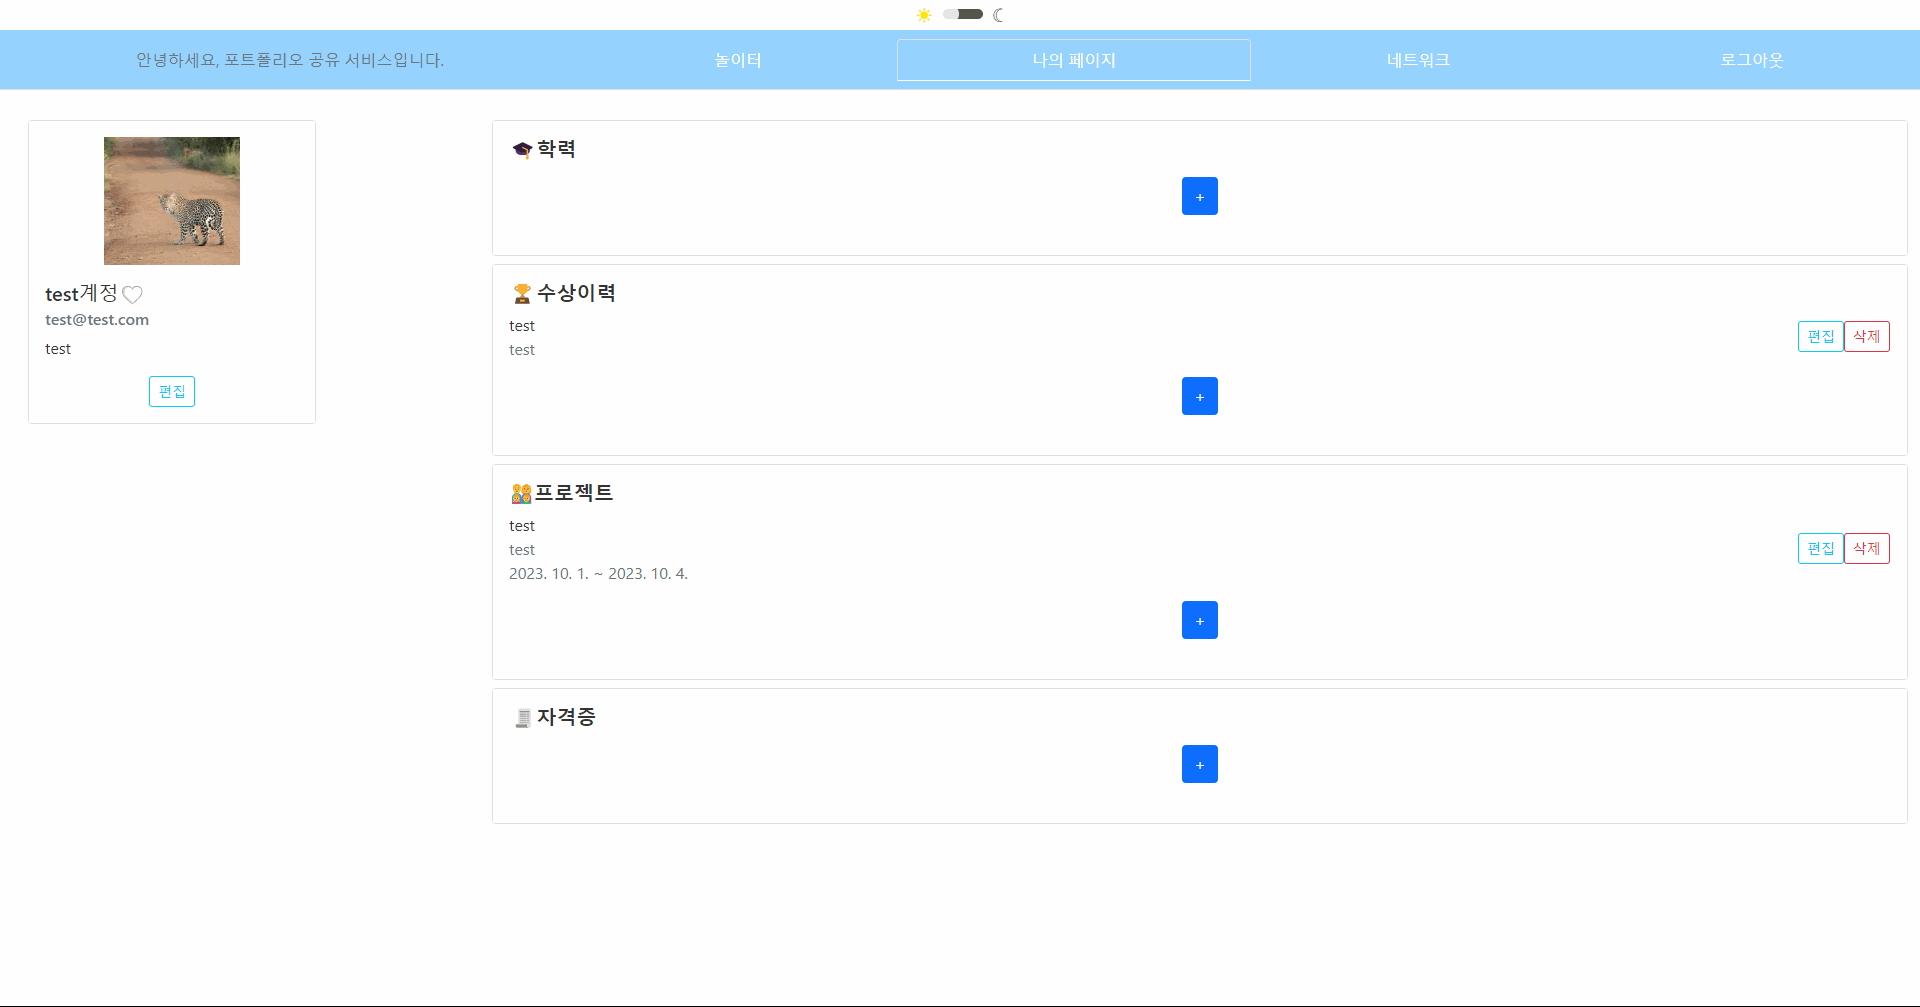 안녕하세요, 포트폴리오 공유 서비스입니다. 놀이터 나의 페이지 네트워크 로그아웃
test계정
test@test.com
test
편집
학력
+
수상이력
test
test
편집 삭제
+
프로젝트
test
test
2023. 10. 1. ~ 2023. 10. 4.
편집 삭제
+
자격증
+